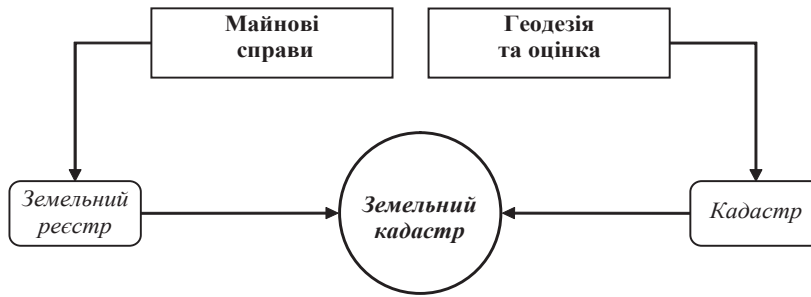 Майнові
справи
Геодезія
та оцінка
Земельний
реєстр
Земельний
кадастр
Кадастр